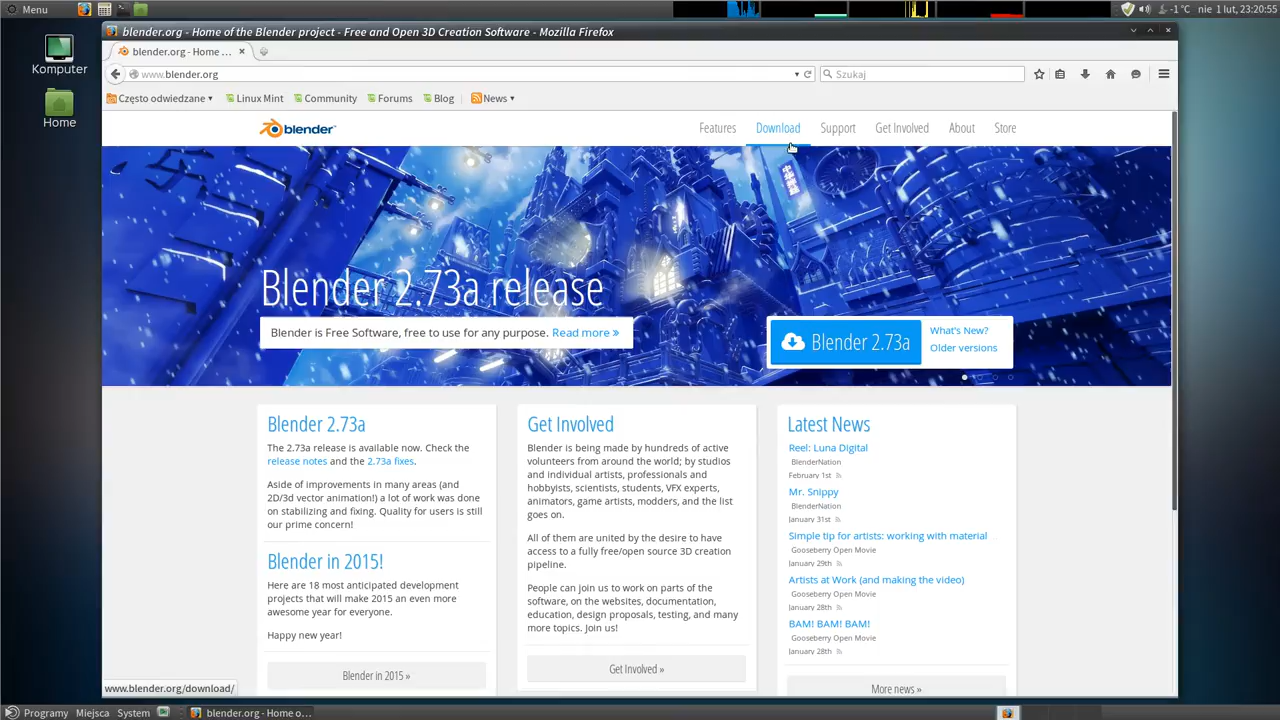 Menu
-1 °C nie 1 lut, 23:20:55
blender.org - Home of the Blender project - Free and Open 3D Creation Software - Mozilla Firefox
Komputer
Home
blender.org - Home ...
www.blender.org
Szukaj
Często odwiedzane
Linux Mint
Community
Forums
Blog
News
blender
Features
Download
Support
Get Involved
About
Store
Blender 2.73a release
Blender is Free Software, free to use for any purpose. Read more »
Blender 2.73a
What's New?
Older versions
Blender 2.73a
The 2.73a release is available now. Check the
release notes and the 2.73a fixes.
Aside of improvements in many areas (and
2D/3d vector animation!) a lot of work was done
on stabilizing and fixing. Quality for users is still
our prime concern!
Blender in 2015!
Here are 18 most anticipated development
projects that will make 2015 an even more
awesome year for everyone.
Happy new year!
Blender in 2015 »
Get Involved
Blender is being made by hundreds of active
volunteers from around the world; by studios
and individual artists, professionals and
hobbyists, scientists, students, VFX experts,
animators, game artists, modders, and the list
goes on.
All of them are united by the desire to have
access to a fully free/open source 3D creation
pipeline.
People can join us to work on parts of the
software, on the websites, documentation,
education, design proposals, testing, and many
more topics. Join us!
Get Involved »
Latest News
Reel: Luna Digital
BlenderNation
February 1st
Mr. Snippy
BlenderNation
January 31st
Simple tip for artists: working with material
Gooseberry Open Movie
January 29th
Artists at Work (and making the video)
Gooseberry Open Movie
January 28th
BAM! BAM! BAM!
Gooseberry Open Movie
January 28th
More news »
www.blender.org/download/
Programy
Miejsca
System
blender.org - Home o...